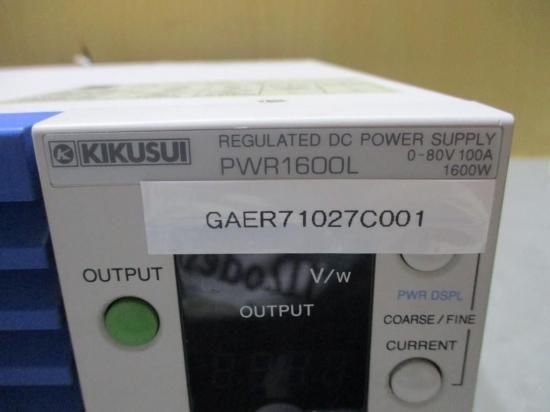 KIKUSUI
REGULATED DC POWER SUPPLY
PWR1600L
0-80V 100A
1600W
GAER71027C001
OUTPUT
V/w
OUTPUT
PWR DSPL
COARSE/FINE
CURRENT